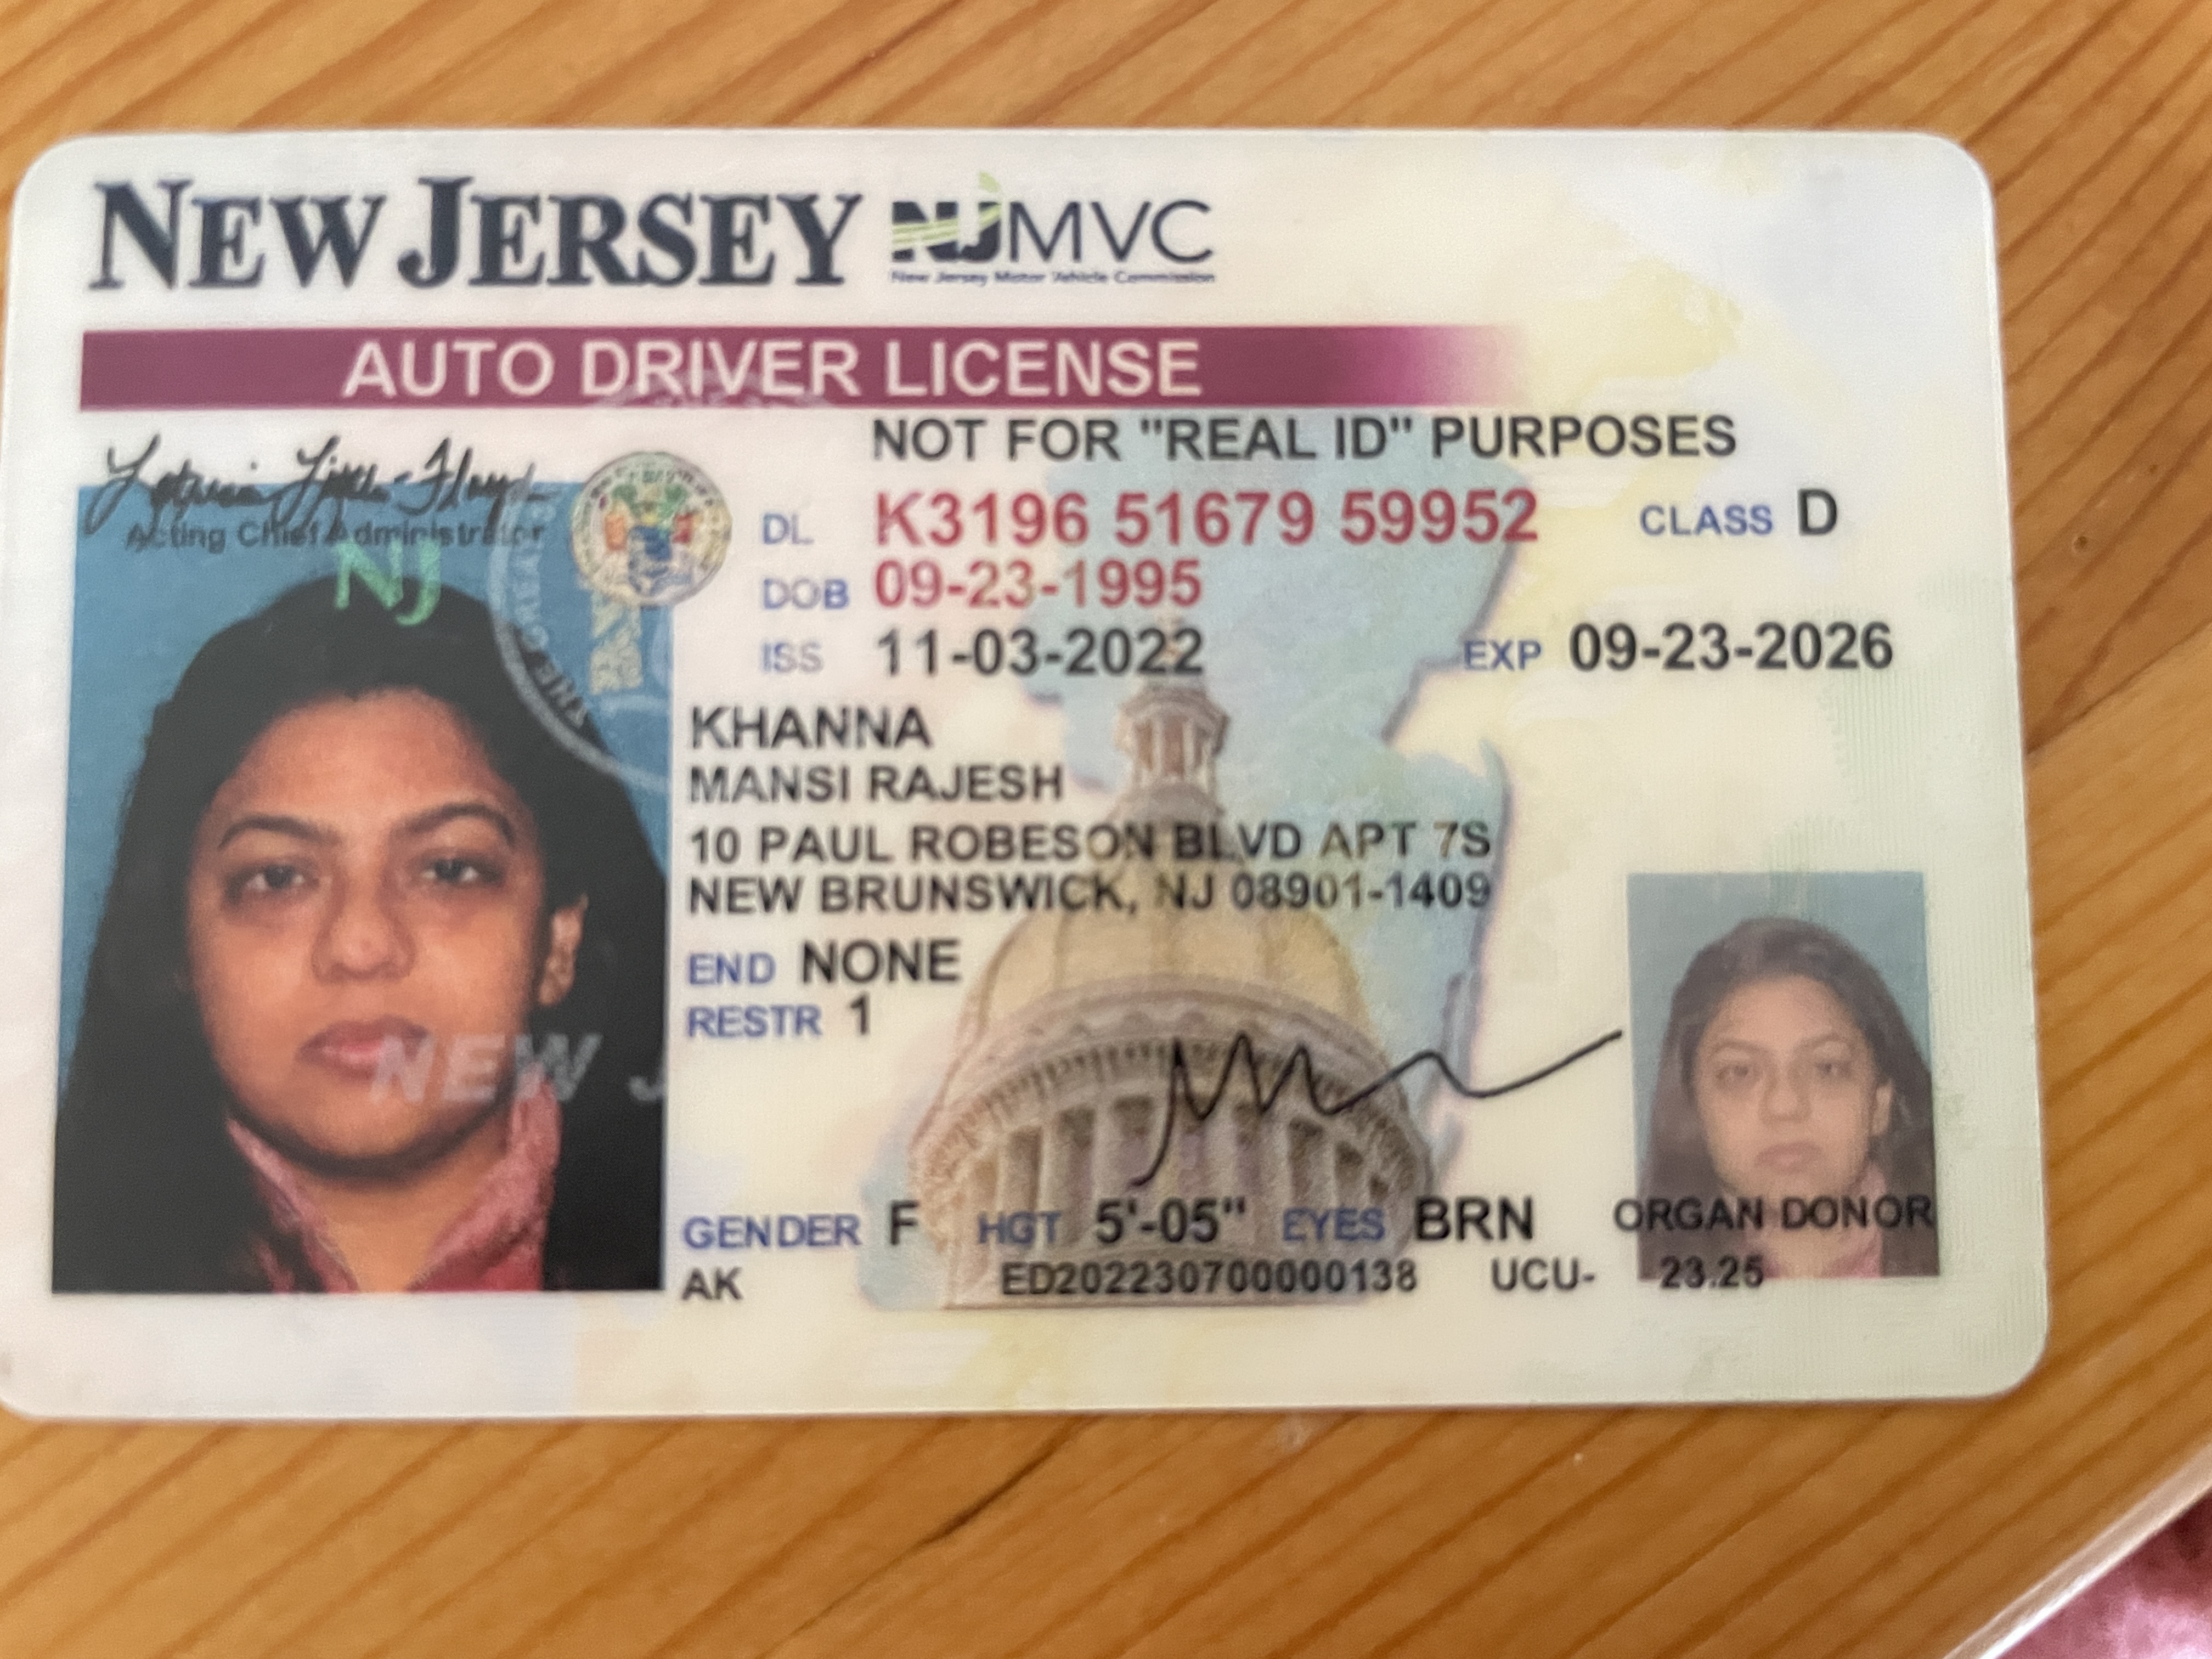 NEW JERSEY NJMVC
New Jersey Motor Vehicle Commission
AUTO DRIVER LICENSE
NOT FOR "REAL ID" PURPOSES
Acting Chief Administrator
NJ
THE GREAT
DL K3196 51679 59952 CLASS D
DOB 09-23-1995
ISS 11-03-2022 EXP 09-23-2026
KHANNA
MANSI RAJESH
10 PAUL ROBESON BLVD APT 7S
NEW BRUNSWICK, NJ 08901-1409
END NONE
RESTR 1
NEW J
GENDER F HGT 5'-05" EYES BRN ORGAN DONOR
AK ED20223070000138 UCU- 23.25